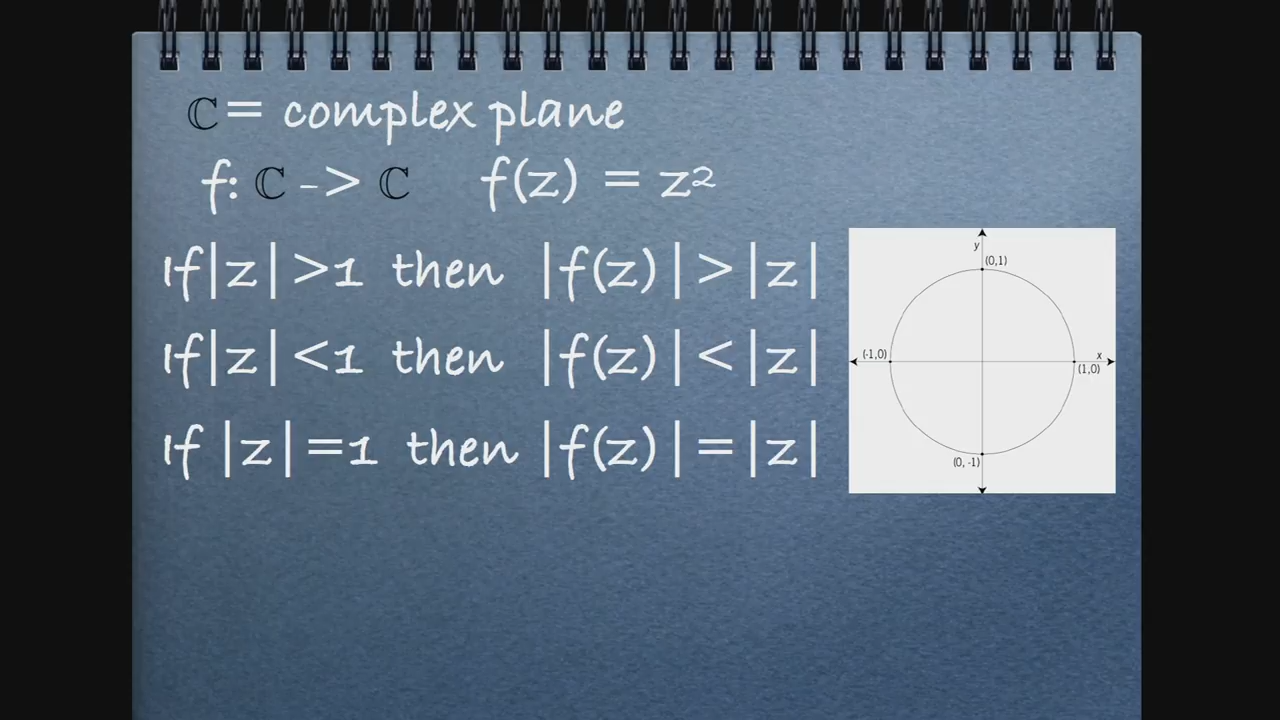 ℂ = complex plane
f: ℂ -> ℂ f(z) = z²
If |z| >1 then |f(z)| > |z|
If |z| <1 then |f(z)| < |z|
If |z| =1 then |f(z)| = |z|
y
(0,1)
(-1,0)
x
(1,0)
(0, -1)